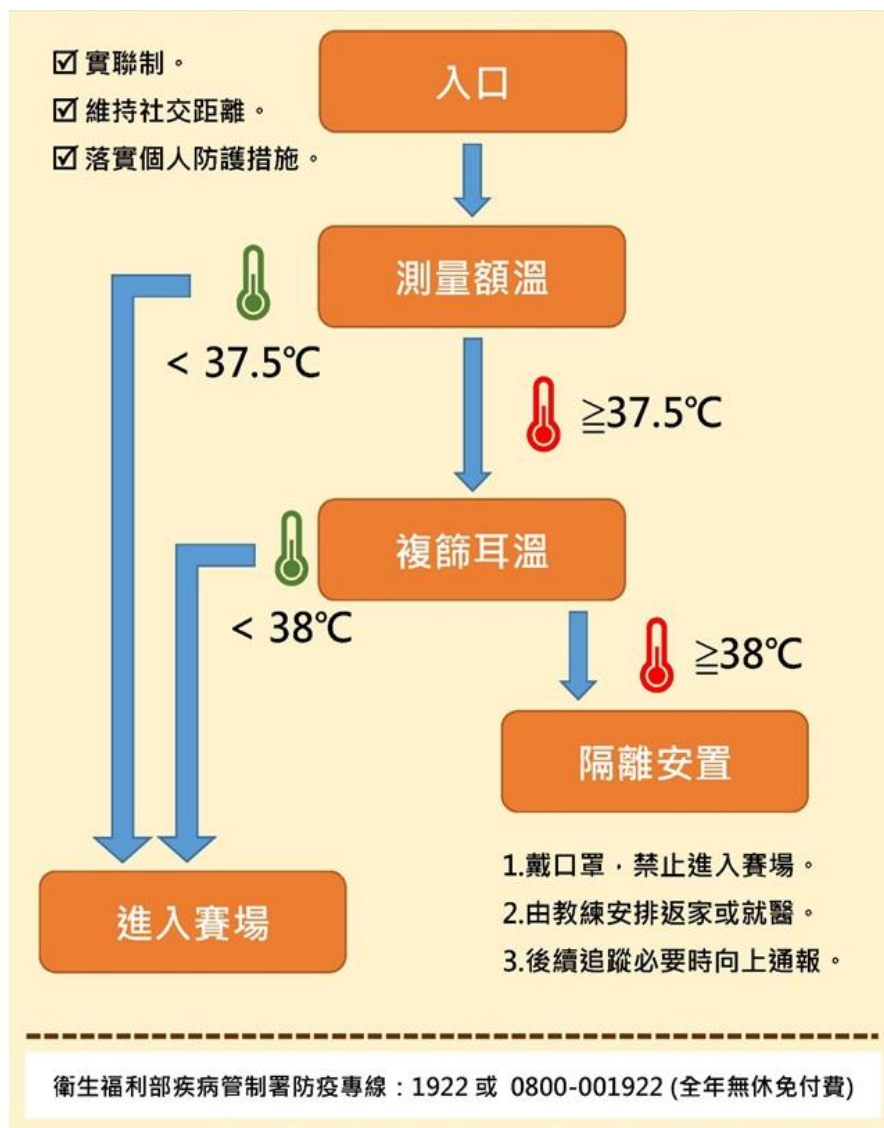 ☑ 實聯制。
☑ 維持社交距離。
☑ 落實個人防護措施。
入口
測量額溫
< 37.5℃
≧37.5℃
複篩耳溫
< 38℃
≧38℃
隔離安置
1.戴口罩，禁止進入賽場。
2.由教練安排返家或就醫。
3.後續追蹤必要時向上通報。
進入賽場
衛生福利部疾病管制署防疫專線：1922 或 0800-001922 (全年無休免付費)